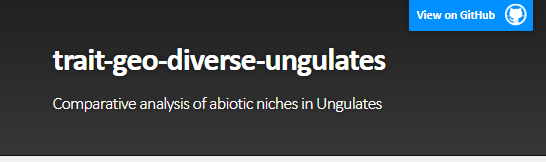 View on GitHub
trait-geo-diverse-ungulates
Comparative analysis of abiotic niches in Ungulates